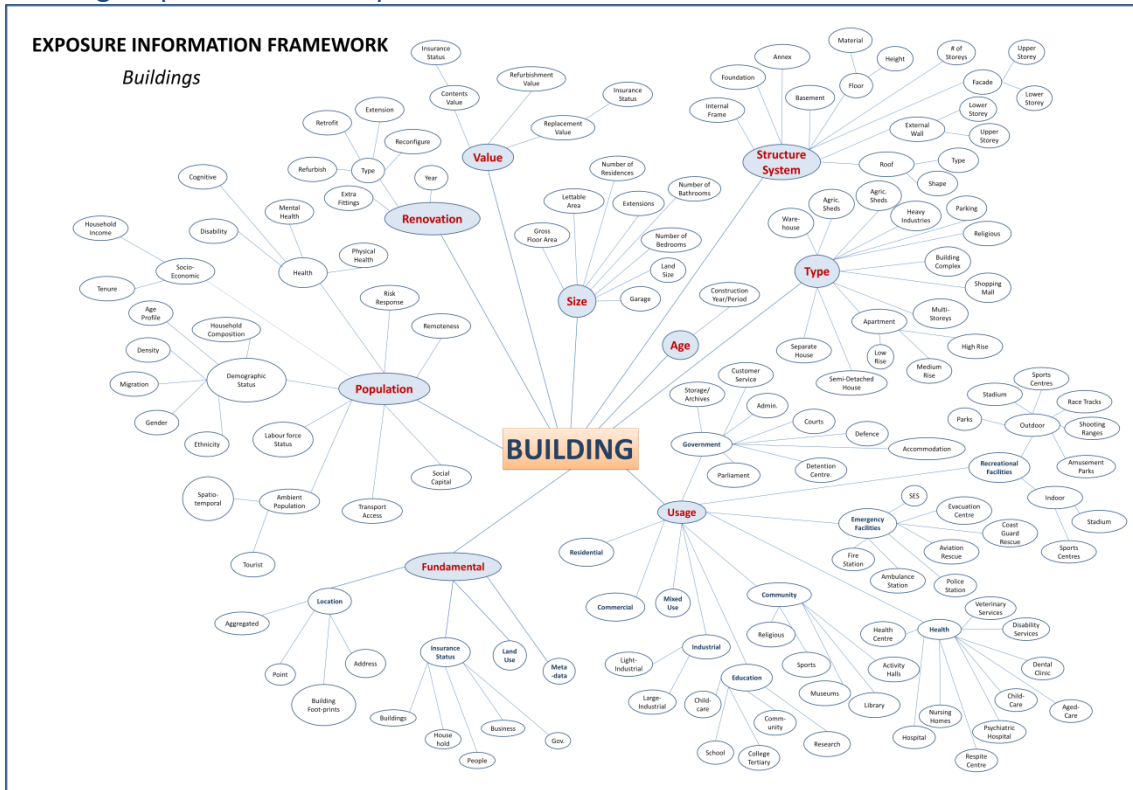 EXPOSURE INFORMATION FRAMEWORK
Buildings
BUILDING
Value
Contents
Value
Insurance
Status
Refurbishment
Value
Replacement
Value
Insurance
Status
Renovation
Type
Retrofit
Extension
Reconfigure
Refurbish
Extra
Fittings
Year
Structure
System
Internal
Frame
Foundation
Annex
Basement
Floor
Material
Height
# of
Storeys
Facade
Upper
Storey
Lower
Storey
External
Wall
Lower
Storey
Upper
Storey
Roof
Type
Shape
Size
Gross
Floor Area
Lettable
Area
Number of
Residences
Extensions
Number of
Bathrooms
Number of
Bedrooms
Land
Size
Garage
Type
Ware-
house
Agric.
Sheds
Agric.
Sheds
Heavy
Industries
Parking
Religious
Building
Complex
Shopping
Mall
Multi-
Storeys
Apartment
High Rise
Medium
Rise
Low
Rise
Semi-Detached
House
Separate
House
Age
Construction
Year/Period
Population
Health
Cognitive
Mental
Health
Disability
Physical
Health
Socio-
Economic
Household
Income
Tenure
Risk
Response
Remoteness
Demographic
Status
Age
Profile
Household
Composition
Density
Migration
Gender
Ethnicity
Labour force
Status
Ambient
Population
Spatio-
temporal
Tourist
Transport
Access
Social
Capital
Fundamental
Location
Aggregated
Point
Building
Foot-prints
Address
Insurance
Status
Buildings
House
hold
People
Business
Gov.
Land
Use
Meta
-data
Usage
Government
Storage/
Archives
Customer
Service
Admin.
Courts
Defence
Accommodation
Detention
Centre.
Parliament
Recreational
Facilities
Outdoor
Parks
Stadium
Sports
Centres
Race Tracks
Shooting
Ranges
Amusement
Parks
Indoor
Stadium
Sports
Centres
Emergency
Facilities
SES
Evacuation
Centre
Coast
Guard
Rescue
Aviation
Rescue
Police
Station
Ambulance
Station
Fire
Station
Residential
Commercial
Mixed
Use
Industrial
Light-
Industrial
Large-
Industrial
Education
Child-
care
School
College
Tertiary
Comm-
unity
Research
Community
Religious
Sports
Museums
Library
Activity
Halls
Health
Health
Centre
Veterinary
Services
Disability
Services
Dental
Clinic
Child-
Care
Aged-
Care
Psychiatric
Hospital
Respite
Centre
Nursing
Homes
Hospital